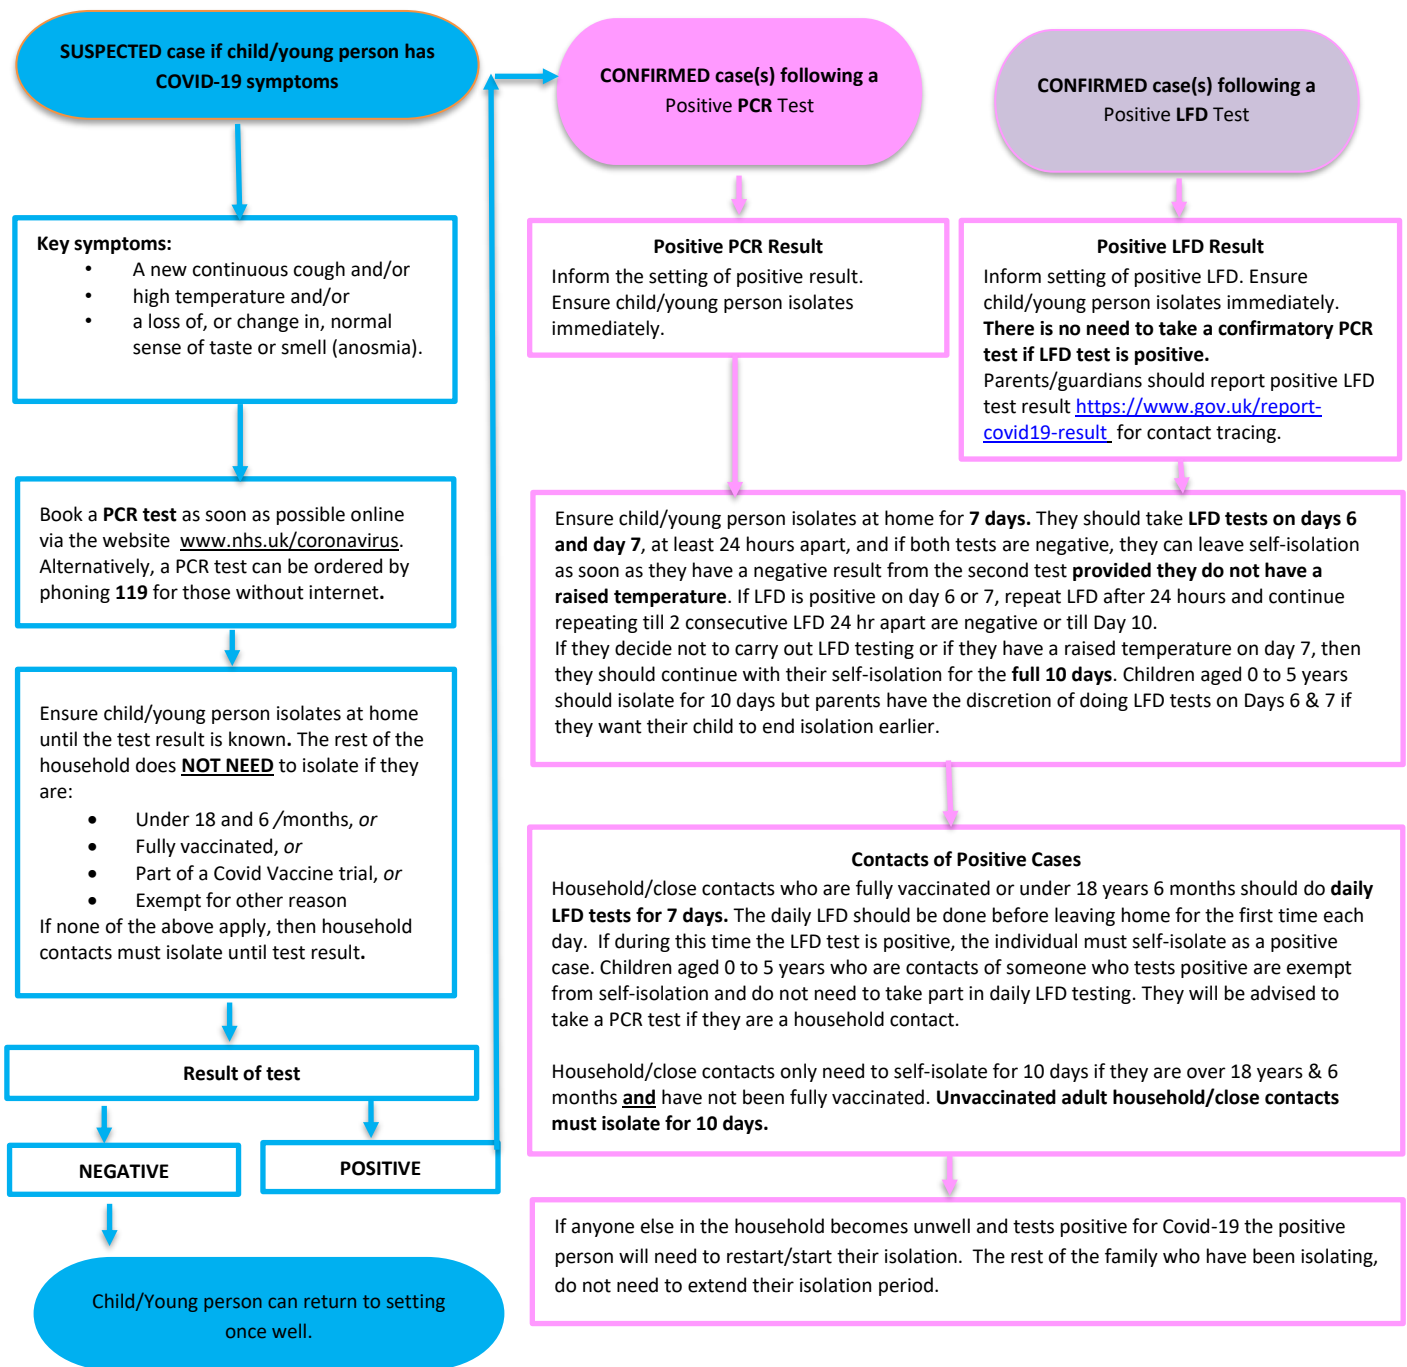 SUSPECTED case if child/young person has
COVID-19 symptoms
Key symptoms:
• A new continuous cough and/or
• high temperature and/or
• a loss of, or change in, normal
sense of taste or smell (anosmia).
Book a PCR test as soon as possible online
via the website www.nhs.uk/coronavirus.
Alternatively, a PCR test can be ordered by
phoning 119 for those without internet.
Ensure child/young person isolates at home
until the test result is known. The rest of the
household does NOT NEED to isolate if they
are:
• Under 18 and 6 /months, or
• Fully vaccinated, or
• Part of a Covid Vaccine trial, or
• Exempt for other reason
If none of the above apply, then household
contacts must isolate until test result.
Result of test
NEGATIVE
POSITIVE
Child/Young person can return to setting
once well.
CONFIRMED case(s) following a
Positive PCR Test
Positive PCR Result
Inform the setting of positive result.
Ensure child/young person isolates
immediately.
CONFIRMED case(s) following a
Positive LFD Test
Positive LFD Result
Inform setting of positive LFD. Ensure
child/young person isolates immediately.
There is no need to take a confirmatory PCR
test if LFD test is positive.
Parents/guardians should report positive LFD
test result https://www.gov.uk/report-
covid19-result for contact tracing.
Ensure child/young person isolates at home for 7 days. They should take LFD tests on days 6
and day 7, at least 24 hours apart, and if both tests are negative, they can leave self-isolation
as soon as they have a negative result from the second test provided they do not have a
raised temperature. If LFD is positive on day 6 or 7, repeat LFD after 24 hours and continue
repeating till 2 consecutive LFD 24 hr apart are negative or till Day 10.
If they decide not to carry out LFD testing or if they have a raised temperature on day 7, then
they should continue with their self-isolation for the full 10 days. Children aged 0 to 5 years
should isolate for 10 days but parents have the discretion of doing LFD tests on Days 6 & 7 if
they want their child to end isolation earlier.
Contacts of Positive Cases
Household/close contacts who are fully vaccinated or under 18 years 6 months should do daily
LFD tests for 7 days. The daily LFD should be done before leaving home for the first time each
day. If during this time the LFD test is positive, the individual must self-isolate as a positive
case. Children aged 0 to 5 years who are contacts of someone who tests positive are exempt
from self-isolation and do not need to take part in daily LFD testing. They will be advised to
take a PCR test if they are a household contact.
Household/close contacts only need to self-isolate for 10 days if they are over 18 years & 6
months and have not been fully vaccinated. Unvaccinated adult household/close contacts
must isolate for 10 days.
If anyone else in the household becomes unwell and tests positive for Covid-19 the positive
person will need to restart/start their isolation. The rest of the family who have been isolating,
do not need to extend their isolation period.